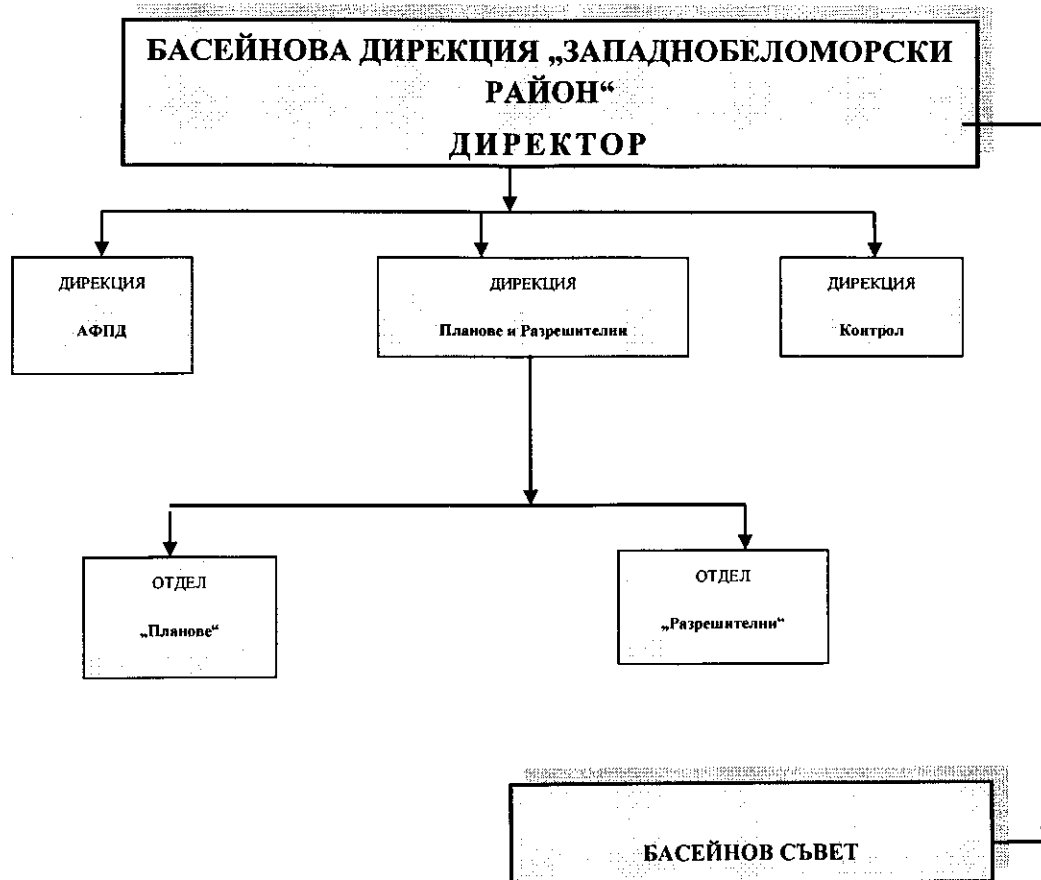 БАСЕЙНОВА ДИРЕКЦИЯ „ЗАПАДНОБЕЛОМОРСКИ
РАЙОН“
ДИРЕКТОР
ДИРЕКЦИЯ
АФПД
ДИРЕКЦИЯ
Планове и Разрешителни
ДИРЕКЦИЯ
Контрол
ОТДЕЛ
„Планове“
ОТДЕЛ
„Разрешителни“
БАСЕЙНОВ СЪВЕТ